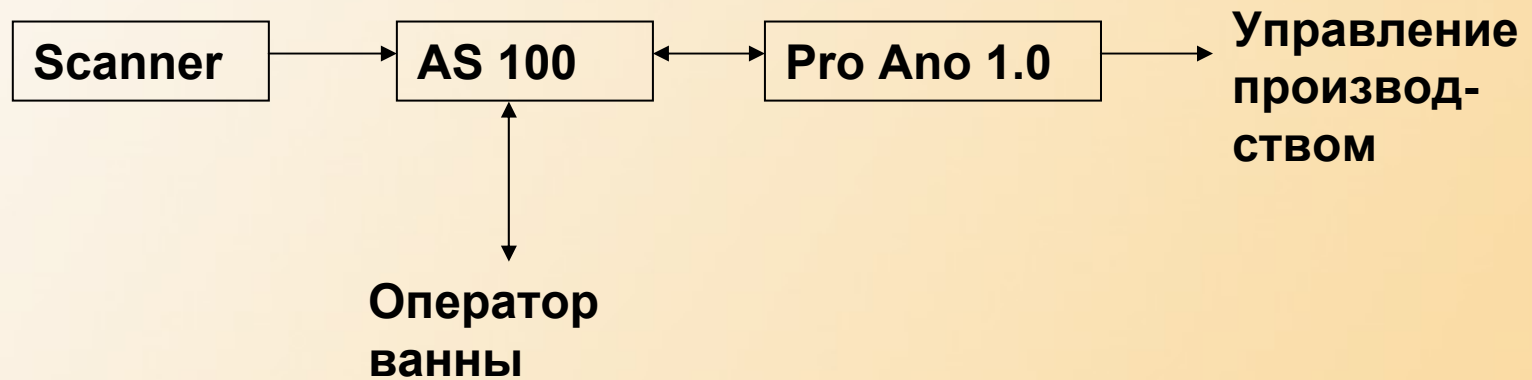 Scanner
AS 100
Pro Ano 1.0
Управление
производ-
ством
Оператор
ванны